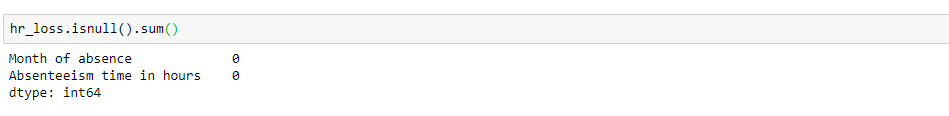 hr_loss.isnull().sum()
Month of absence 0
Absenteeism time in hours 0
dtype: int64